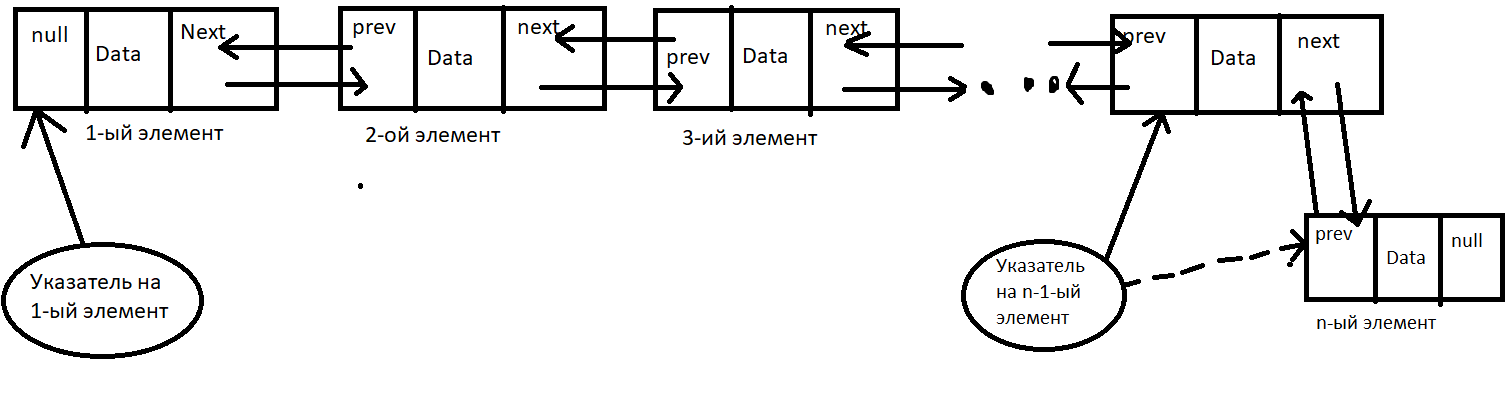 null
Data
Next
prev
Data
next
prev
Data
next
prev
Data
next
1-ый элемент
2-ой элемент
3-ий элемент
Указатель на
1-ый элемент
Указатель
на n-1-ый
элемент
prev
Data
null
n-ый элемент